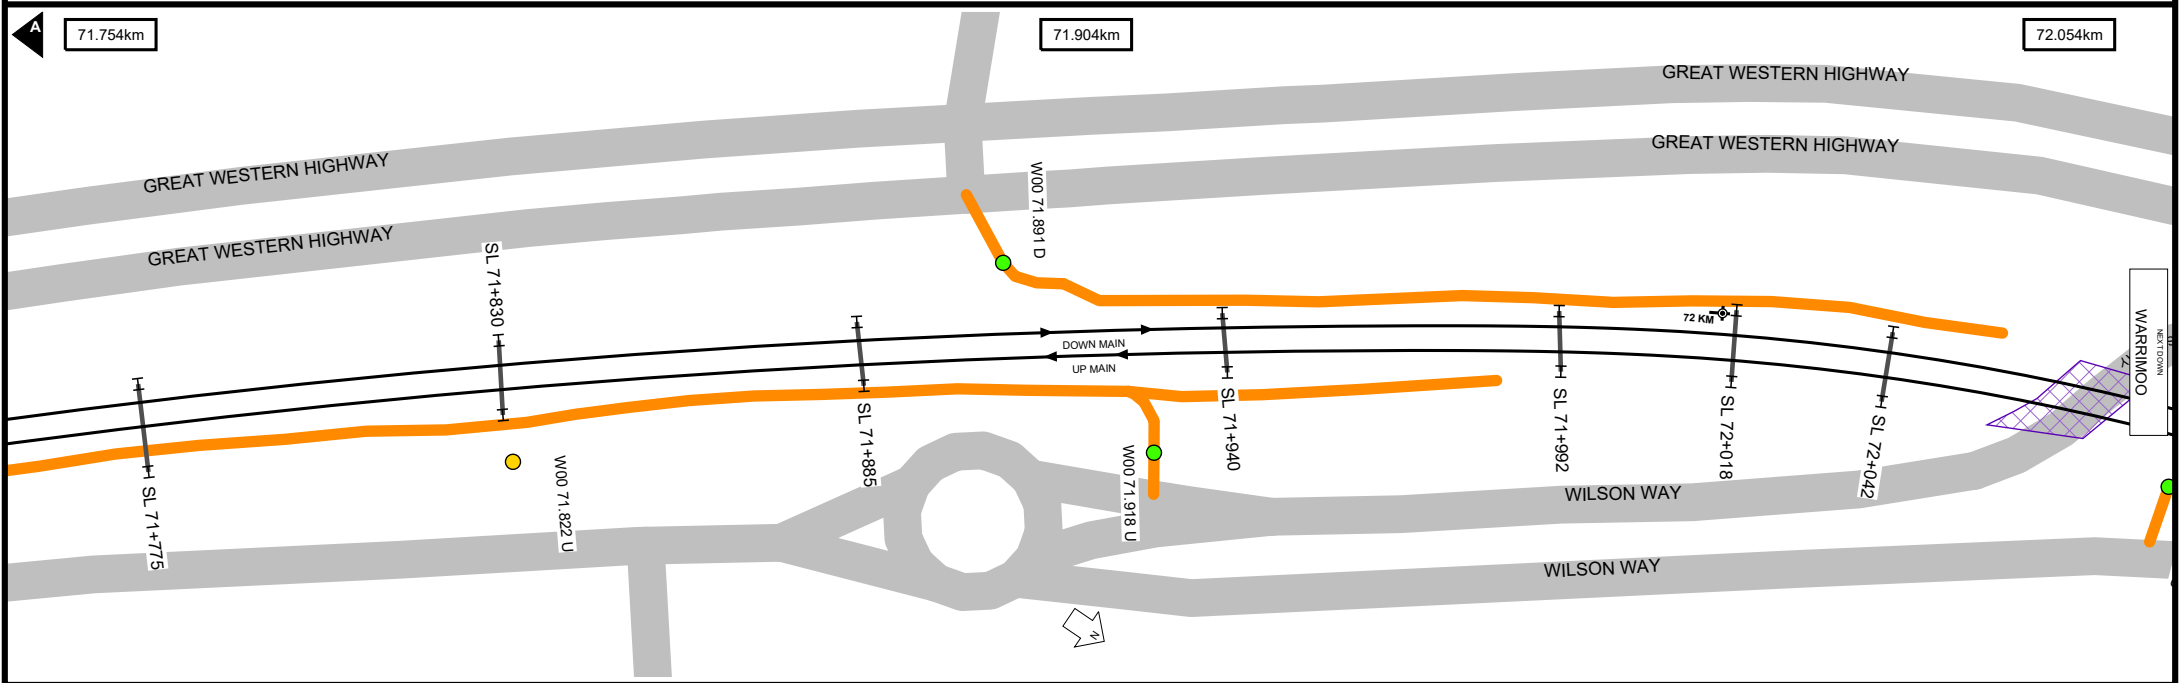 A
71.754km
71.904km
72.054km
GREAT WESTERN HIGHWAY
GREAT WESTERN HIGHWAY
GREAT WESTERN HIGHWAY
GREAT WESTERN HIGHWAY
W00 71.891 D
SL 71+830
72 KM
DOWN MAIN
UP MAIN
NEXT DOWN
WARRIMOO
SL 71+775
W00 71.822 U
SL 71+885
W00 71.918 U
SL 71+940
SL 71+992
SL 72+018
SL 72+042
WILSON WAY
WILSON WAY
N